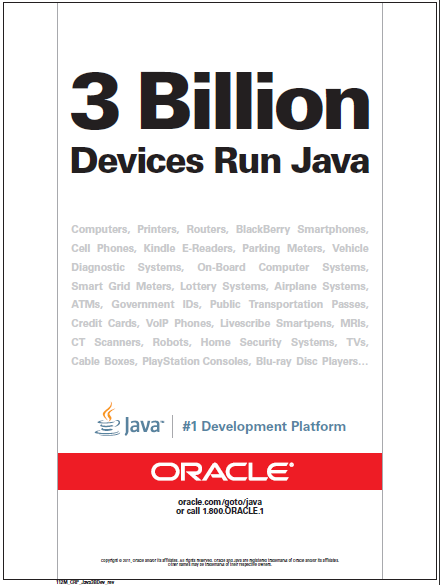 3 Billion
Devices Run Java
Computers, Printers, Routers, BlackBerry Smartphones,
Cell Phones, Kindle E-Readers, Parking Meters, Vehicle
Diagnostic Systems, On-Board Computer Systems,
Smart Grid Meters, Lottery Systems, Airplane Systems,
ATMs, Government IDs, Public Transportation Passes,
Credit Cards, VoIP Phones, Livescribe Smartpens, MRIs,
CT Scanners, Robots, Home Security Systems, TVs,
Cable Boxes, PlayStation Consoles, Blu-ray Disc Players...
Java™ #1 Development Platform
ORACLE®
oracle.com/goto/java
or call 1.800.ORACLE.1
Copyright © 2011, Oracle and/or its affiliates. All rights reserved. Oracle and Java are registered trademarks of Oracle and/or its affiliates.
Other names may be trademarks of their respective owners.